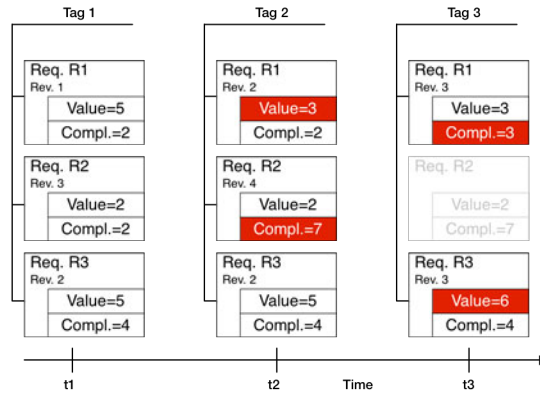 Tag 1
Tag 2
Tag 3
Req. R1
Rev. 1
Value=5
Compl.=2
Req. R1
Rev. 2
Value=3
Compl.=2
Req. R1
Rev. 3
Value=3
Compl.=3
Req. R2
Rev. 3
Value=2
Compl.=2
Req. R2
Rev. 4
Value=2
Compl.=7
Req. R2
Value=2
Compl.=7
Req. R3
Rev. 2
Value=5
Compl.=4
Req. R3
Rev. 2
Value=5
Compl.=4
Req. R3
Rev. 3
Value=6
Compl.=4
t1
t2
Time
t3